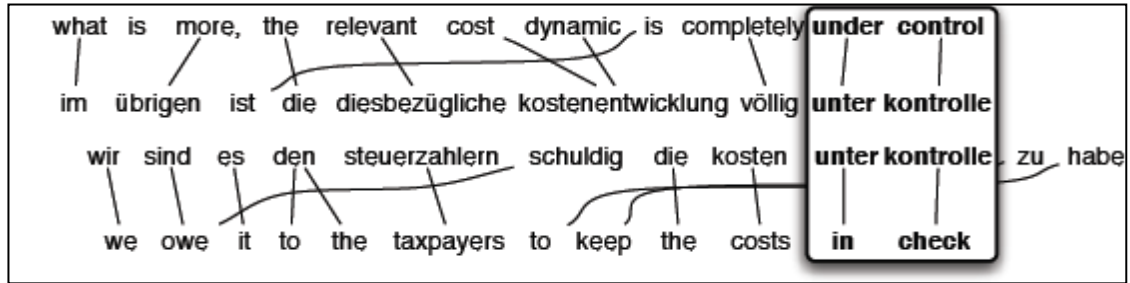 what is more, the relevant cost dynamic is completely under control
im übrigen ist die diesbezügliche kostenentwicklung völlig unter kontrolle
wir sind es den steuerzahlern schuldig die kosten unter kontrolle zu habe
we owe it to the taxpayers to keep the costs in check